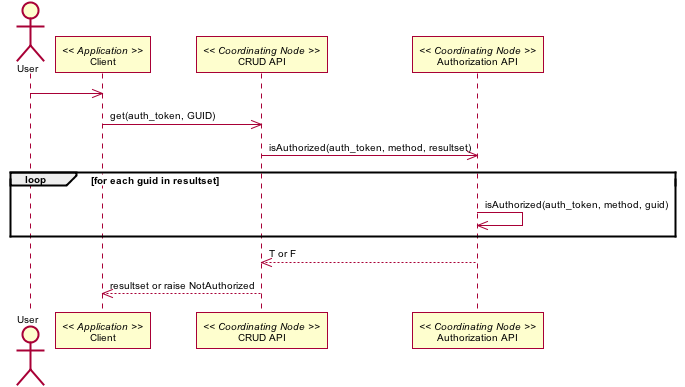 User
<< Application >>
Client
<< Coordinating Node >>
CRUD API
<< Coordinating Node >>
Authorization API
get(auth_token, GUID)
isAuthorized(auth_token, method, resultset)
loop
[for each guid in resultset]
isAuthorized(auth_token, method, guid)
T or F
resultset or raise NotAuthorized
User
<< Application >>
Client
<< Coordinating Node >>
CRUD API
<< Coordinating Node >>
Authorization API